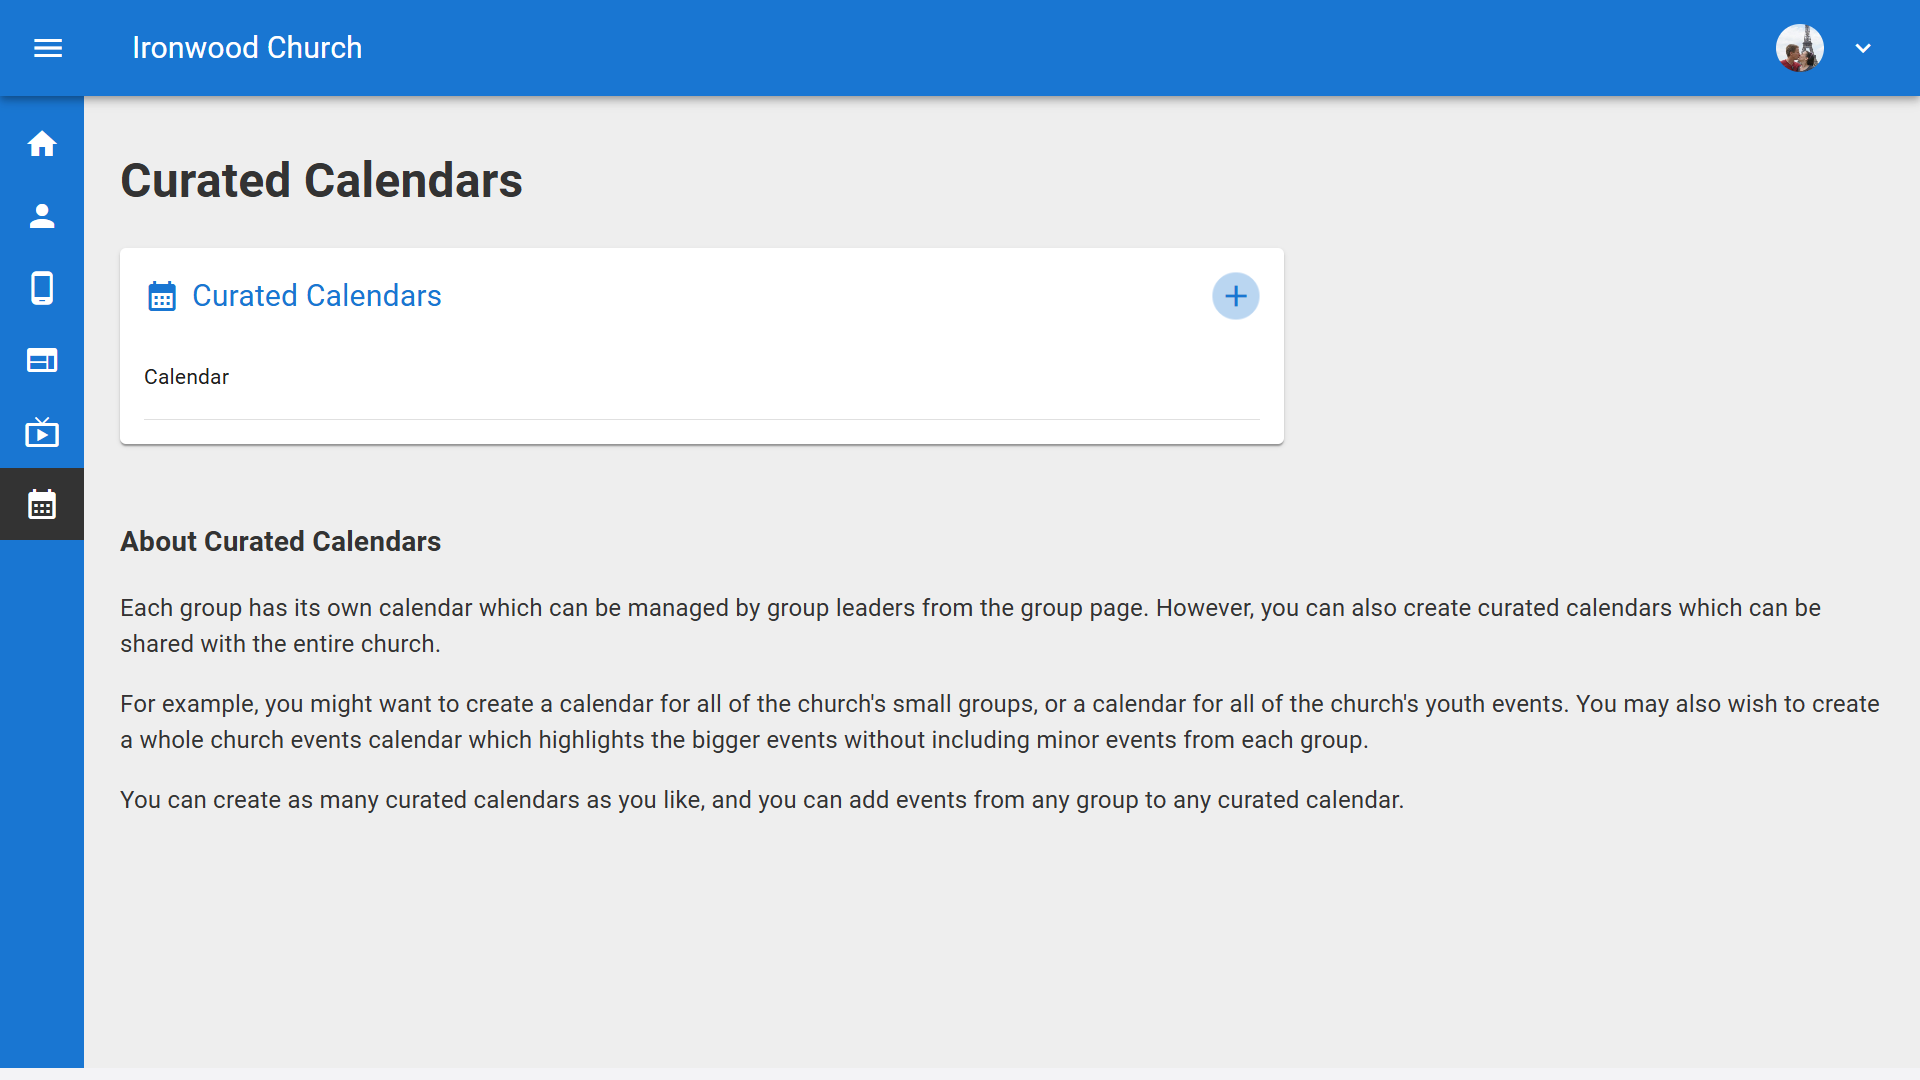 Ironwood Church
Curated Calendars
Curated Calendars
Calendar
About Curated Calendars
Each group has its own calendar which can be managed by group leaders from the group page. However, you can also create curated calendars which can be
shared with the entire church.
For example, you might want to create a calendar for all of the church's small groups, or a calendar for all of the church's youth events. You may also wish to create
a whole church events calendar which highlights the bigger events without including minor events from each group.
You can create as many curated calendars as you like, and you can add events from any group to any curated calendar.